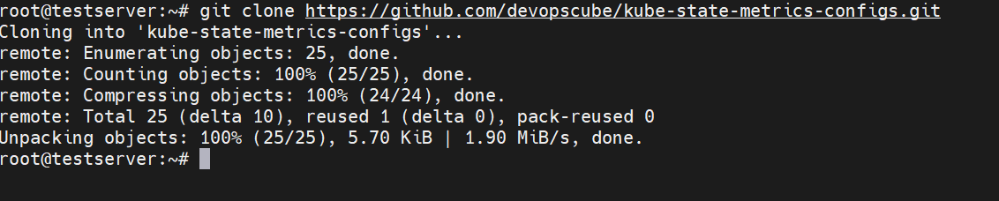 root@testserver:~# git clone https://github.com/devopscube/kube-state-metrics-configs.git
Cloning into 'kube-state-metrics-configs'...
remote: Enumerating objects: 25, done.
remote: Counting objects: 100% (25/25), done.
remote: Compressing objects: 100% (24/24), done.
remote: Total 25 (delta 10), reused 1 (delta 0), pack-reused 0
Unpacking objects: 100% (25/25), 5.70 KiB | 1.90 MiB/s, done.
root@testserver:~#